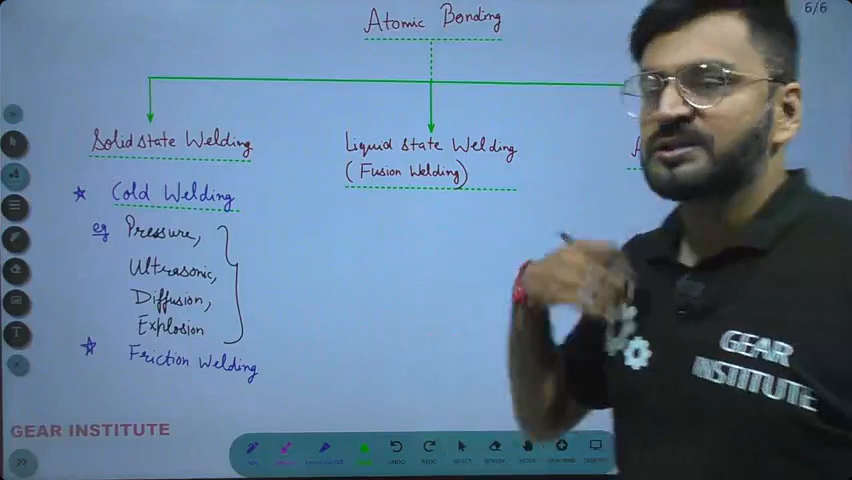 Atomic Bonding
6/6
Solid state Welding
Liquid state Welding
(Fusion Welding)
A
☆ Cold Welding
eg Pressure,
Ultrasonic,
Diffusion,
Explosion
☆ Friction Welding
GEAR
INSTITUTE
GEAR INSTITUTE
UNDO
REDO
SELECT